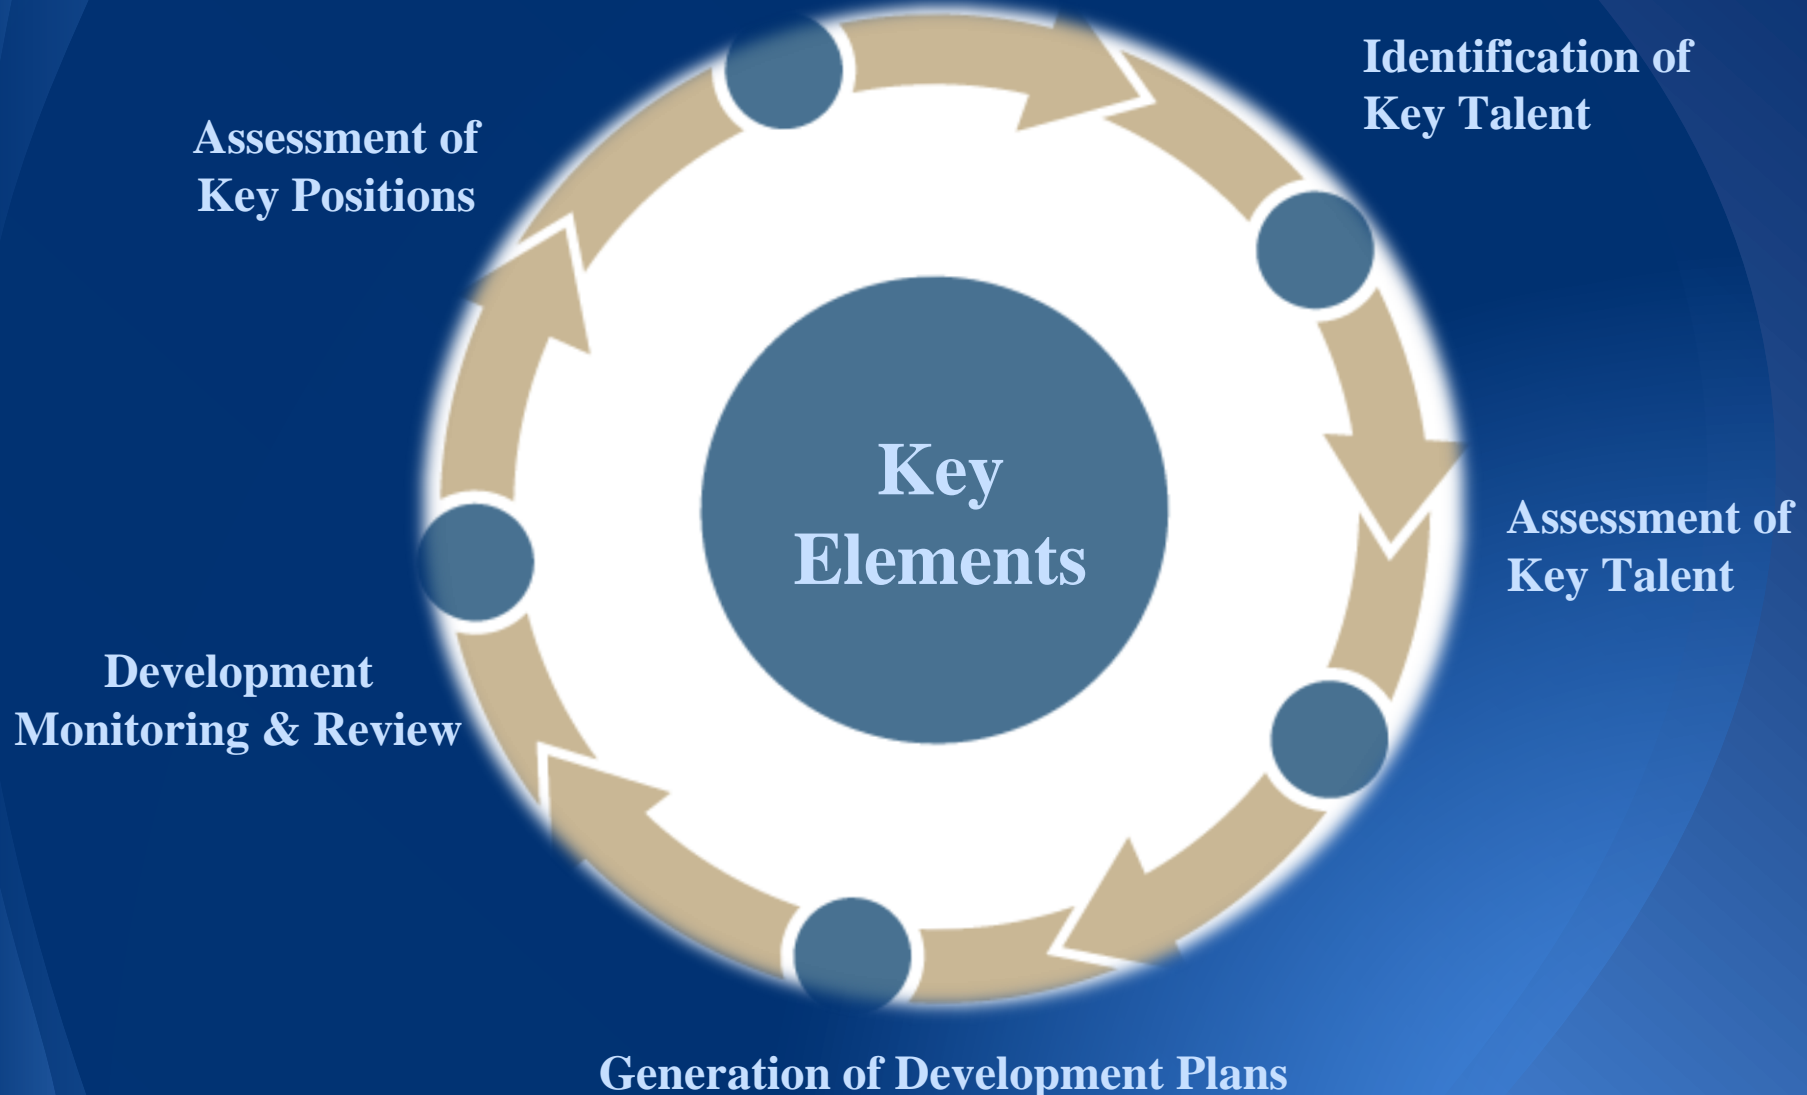 Identification of
Key Talent
Assessment of
Key Positions
Key
Elements
Assessment of
Key Talent
Development
Monitoring & Review
Generation of Development Plans